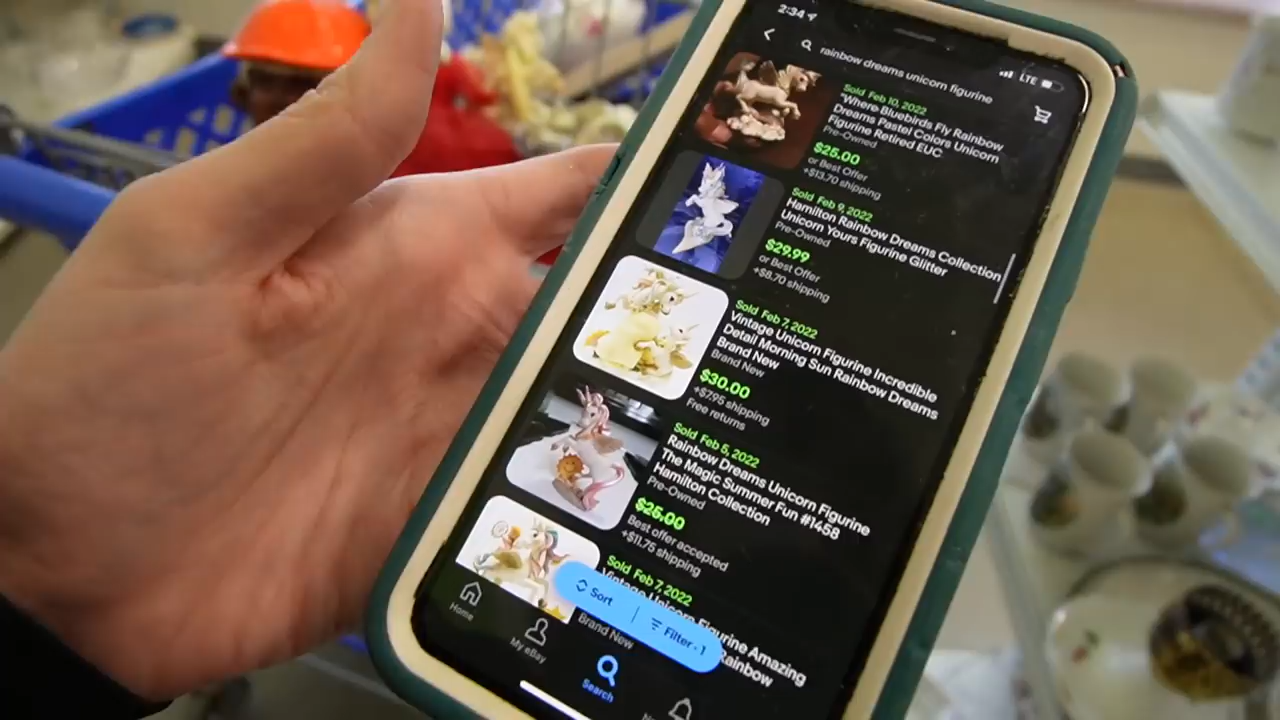 2:34
LTE
rainbow dreams unicorn figurine
Sold Feb 10, 2022
"Where Bluebirds Fly Rainbow
Dreams Pastel Colors Unicorn
Figurine Retired EUC
Pre-Owned
$25.00
or Best Offer
+$13.70 shipping
Sold Feb 9, 2022
Hamilton Rainbow Dreams Collection
Unicorn Yours Figurine Glitter
Pre-Owned
$29.99
or Best Offer
+$8.70 shipping
Sold Feb 7, 2022
Vintage Unicorn Figurine Incredible
Detail Morning Sun Rainbow Dreams
Brand New
Brand New
$30.00
+$7.95 shipping
Free returns
Sold Feb 5, 2022
Rainbow Dreams Unicorn Figurine
The Magic Summer Fun #1458
Hamilton Collection
Pre-Owned
$25.00
Best offer accepted
+$11.75 shipping
Sold Feb 7, 2022
Vintage Unicorn Figurine Amazing
Rainbow
Brand New
Sort
Filter · 1
Home
My eBay
Search